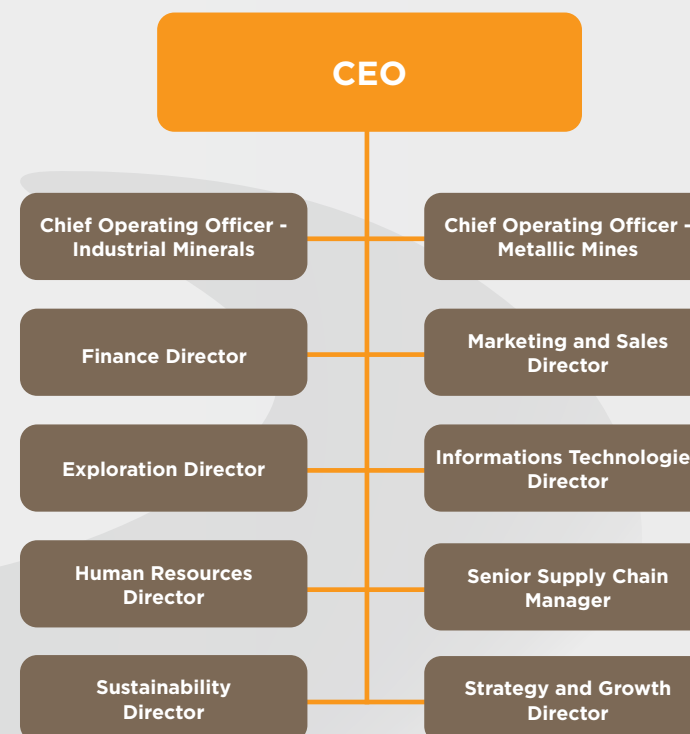 CEO
Chief Operating Officer -
Industrial Minerals
Chief Operating Officer -
Metallic Mines
Finance Director
Marketing and Sales
Director
Exploration Director
Informations Technologie
Director
Human Resources
Director
Senior Supply Chain
Manager
Sustainability
Director
Strategy and Growth
Director